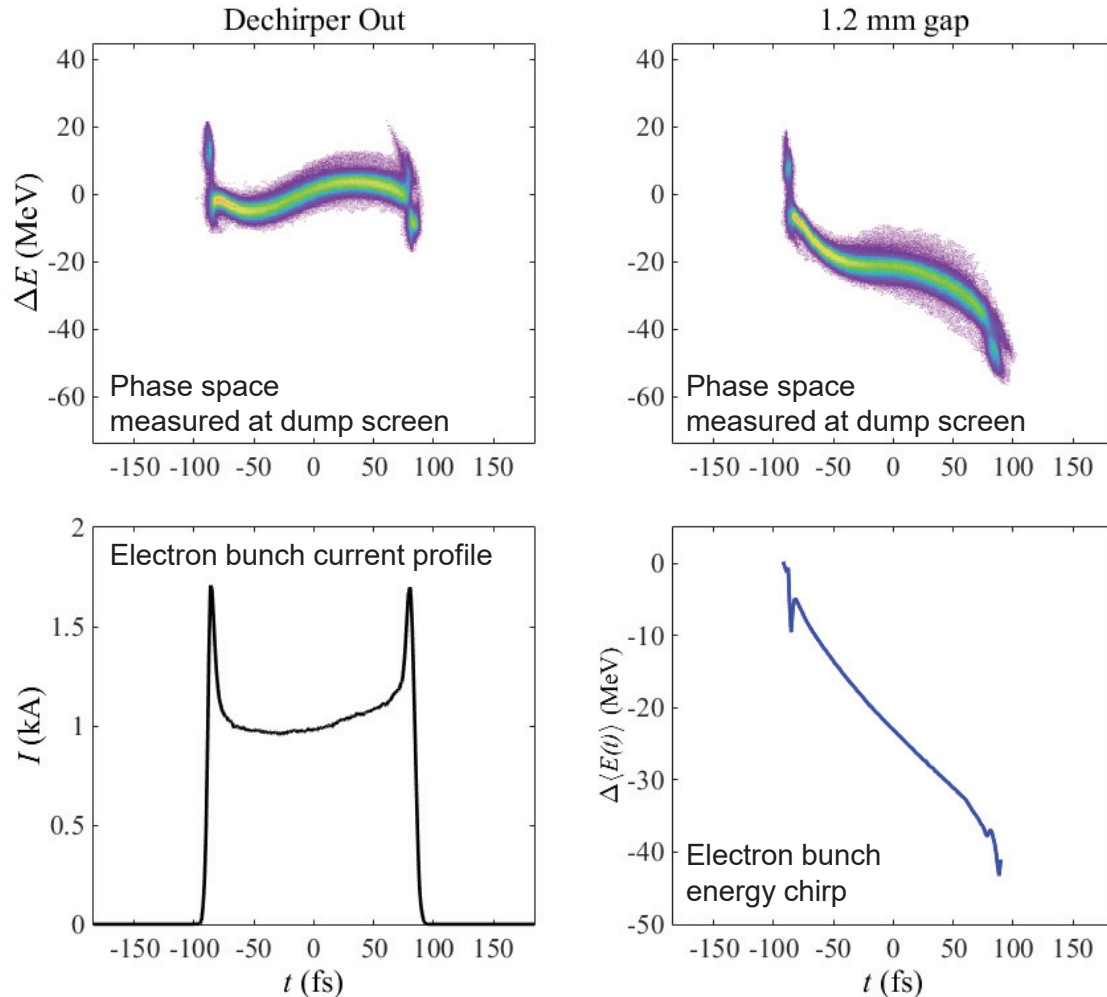 Dechirper Out
40
20
0
-20
-40
-60
ΔE (MeV)
Phase space
measured at dump screen
-150 -100 -50 0 50 100 150
1.2 mm gap
40
20
0
-20
-40
-60
Phase space
measured at dump screen
-150 -100 -50 0 50 100 150
2
1.5
1
0.5
0
I (kA)
Electron bunch current profile
-150 -100 -50 0 50 100 150
t (fs)
0
-10
-20
-30
-40
-50
Δ⟨E(t)⟩ (MeV)
Electron bunch
energy chirp
-150 -100 -50 0 50 100 150
t (fs)